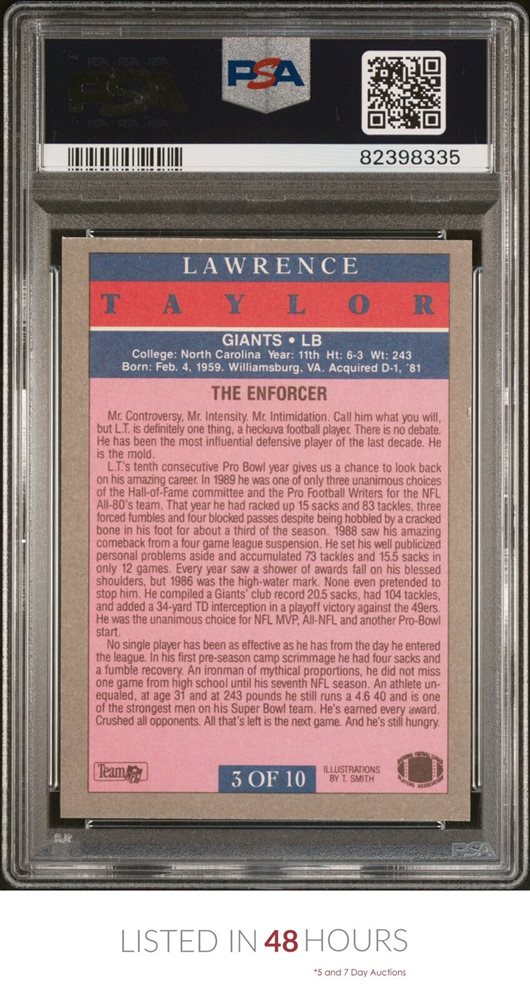 PSA
82398335
LAWRENCE
TAYLOR
GIANTS • LB
College: North Carolina Year: 11th Ht: 6-3 Wt: 243
Born: Feb. 4, 1959. Williamsburg, VA. Acquired D-1, '81
THE ENFORCER
Mr. Controversy, Mr. Intensity. Mr. Intimidation. Call him what you will,
but L.T. is definitely one thing, a heckuva football player. There is no debate.
He has been the most influential defensive player of the last decade. He
is the mold.
L.T.'s tenth consecutive Pro Bowl year gives us a chance to look back
on his amazing career. In 1989 he was one of only three unanimous choices
of the Hall-of-Fame committee and the Pro Football Writers for the NFL
All-80's team. That year he had racked up 15 sacks and 83 tackles, three
forced fumbles and four blocked passes despite being hobbled by a cracked
bone in his foot for about a third of the season. 1988 saw his amazing
comeback from a four game league suspension. He set his well publicized
personal problems aside and accumulated 73 tackles and 15.5 sacks in
only 12 games. Every year saw a shower of awards fall on his blessed
shoulders, but 1986 was the high-water mark. None even pretended to
stop him. He compiled a Giants' club record 20.5 sacks, had 104 tackles,
and added a 34-yard TD interception in a playoff victory against the 49ers.
He was the unanimous choice for NFL MVP, All-NFL and another Pro-Bowl
start.
No single player has been as effective as he has from the day he entered
the league. In his first pre-season camp scrimmage he had four sacks and
a fumble recovery. An ironman of mythical proportions, he did not miss
one game from high school until his seventh NFL season. An athlete un-
equaled, at age 31 and at 243 pounds he still runs a 4.6 40 and is one
of the strongest men on his Super Bowl team. He's earned every award.
Crushed all opponents. All that's left is the next game. And he's still hungry.
Team NFL
3 OF 10
ILLUSTRATIONS
BY T. SMITH
PSA
LISTED IN 48 HOURS
*5 and 7 Day Auctions